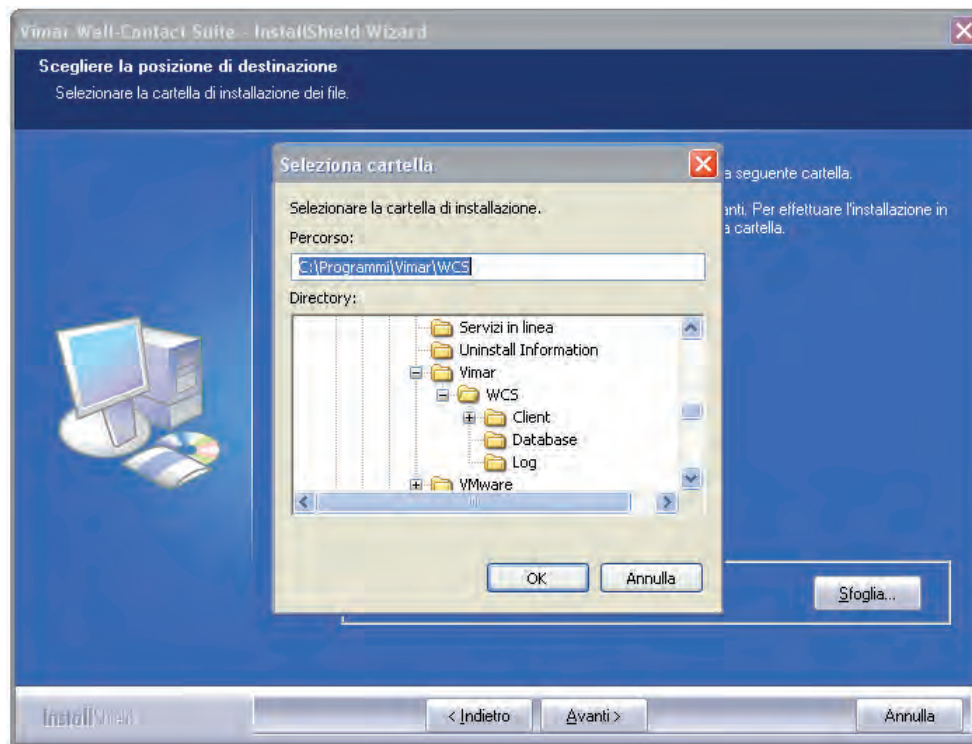 Vimar Well-Contact Suite - InstallShield Wizard
Scegliere la posizione di destinazione
Selezionare la cartella di installazione dei file.
Seleziona cartella
a seguente cartella.
Selezionare la cartella di installazione.
anti. Per effettuare l'installazione in
a cartella.
Percorso:
C:\Programmi\Vimar\WCS
Directory:
Servizi in linea
Uninstall Information
Vimar
WCS
Client
Database
Log
VMware
OK
Annulla
Sfoglia...
InstallShield
< Indietro
Avanti >
Annulla